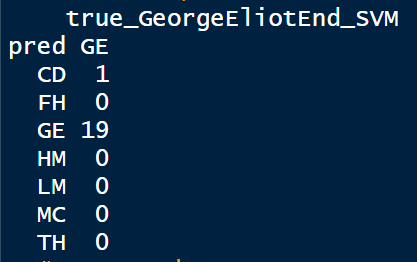 true_GeorgeEliotEnd_SVM
pred GE
CD 1
FH 0
GE 19
HM 0
LM 0
MC 0
TH 0